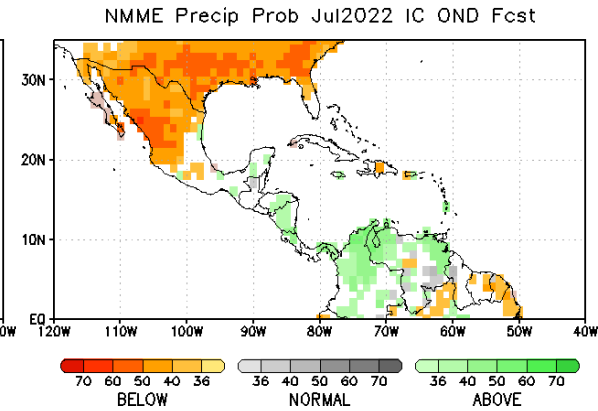 NMME Precip Prob Jul2022 IC OND Fcst
30N
20N
10N
EQ
0W 120W 110W 100W 90W 80W 70W 60W 50W 40W
70 60 50 40 36 36 40 60 70 36 40 50 60 70
BELOW NORMAL ABOVE